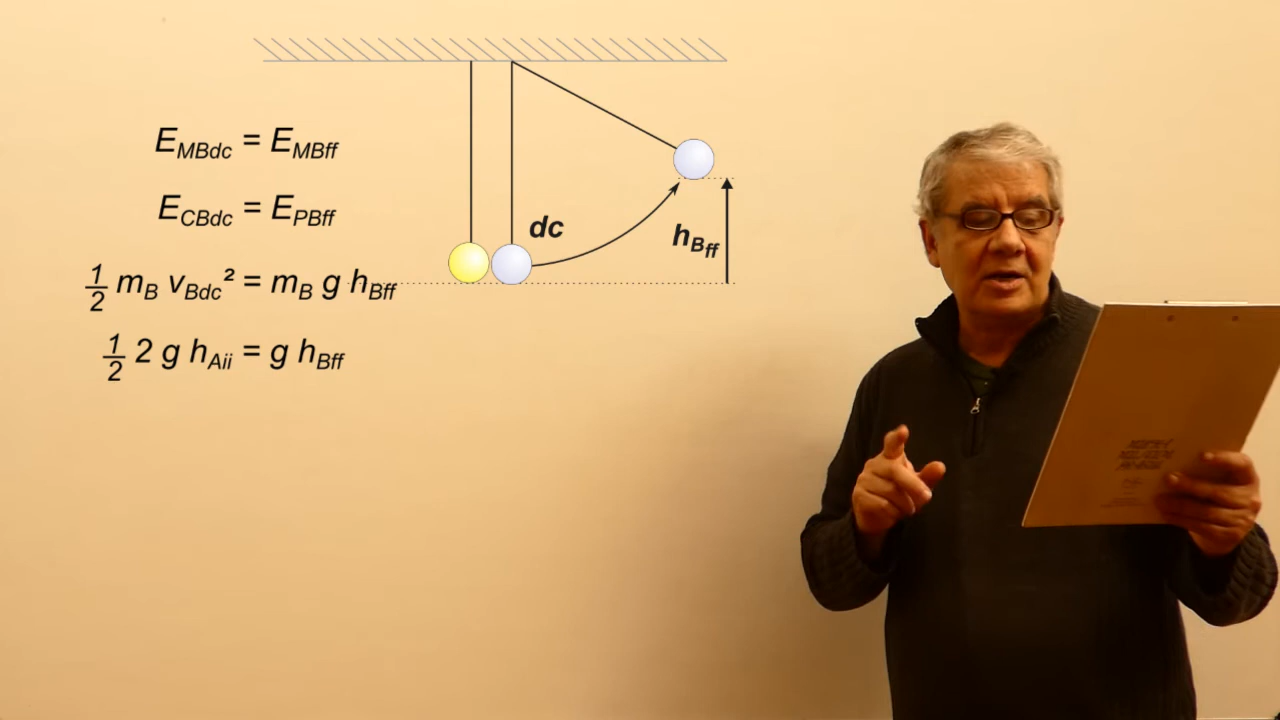 E_MBdc = E_MBff
E_CBdc = E_PBff
1/2 m_B v_Bdc² = m_B g h_Bff
1/2 2 g h_Aii = g h_Bff
dc
h_Bff